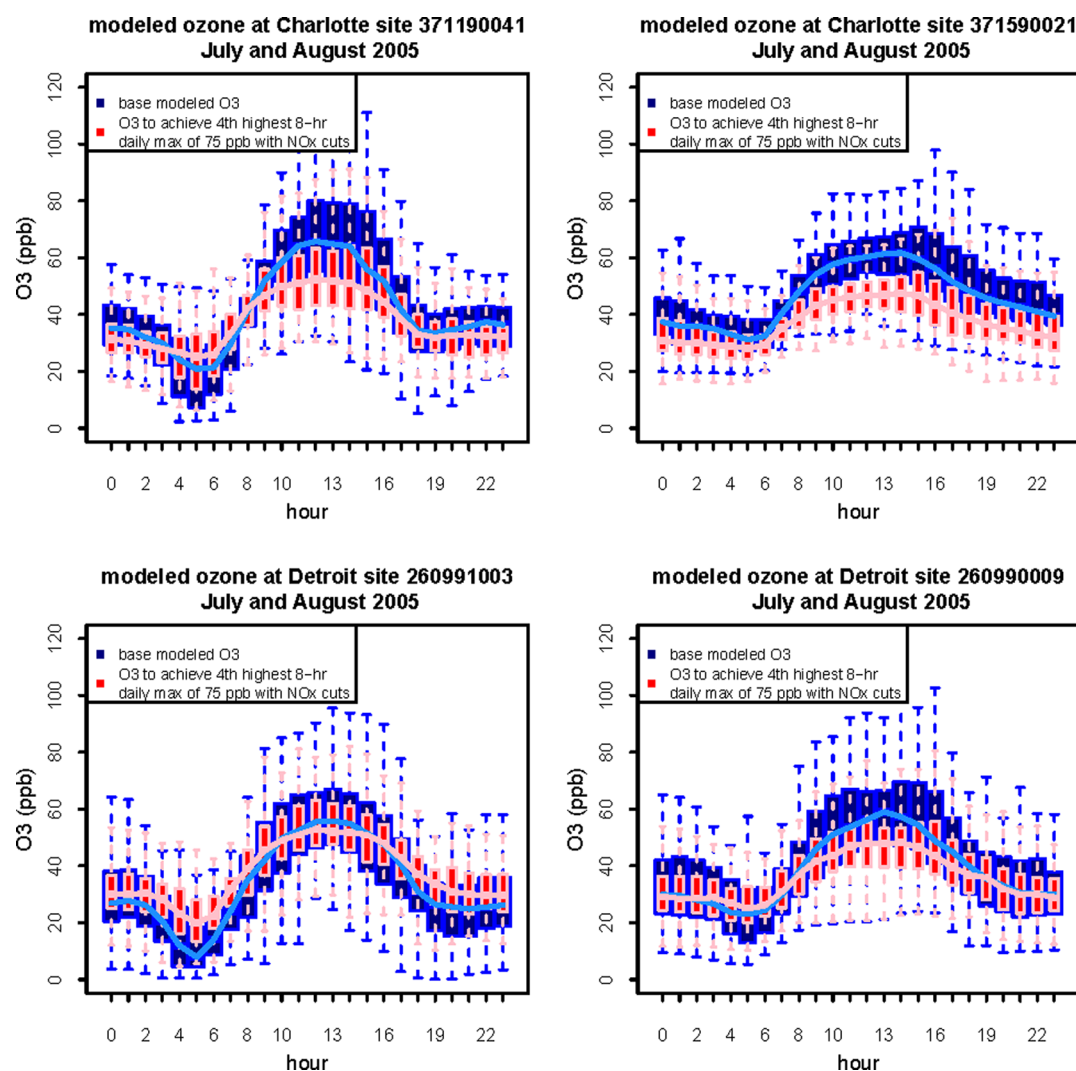 modeled ozone at Charlotte site 371190041
July and August 2005
base modeled O3
O3 to achieve 4th highest 8−hr
daily max of 75 ppb with NOx cuts
O3 (ppb)
0 20 40 60 80 100 120
0 2 4 6 8 10 13 16 19 22
hour
modeled ozone at Charlotte site 371590021
July and August 2005
base modeled O3
O3 to achieve 4th highest 8−hr
daily max of 75 ppb with NOx cuts
O3 (ppb)
0 20 40 60 80 100 120
0 2 4 6 8 10 13 16 19 22
hour
modeled ozone at Detroit site 260991003
July and August 2005
base modeled O3
O3 to achieve 4th highest 8−hr
daily max of 75 ppb with NOx cuts
O3 (ppb)
0 20 40 60 80 100 120
0 2 4 6 8 10 13 16 19 22
hour
modeled ozone at Detroit site 260990009
July and August 2005
base modeled O3
O3 to achieve 4th highest 8−hr
daily max of 75 ppb with NOx cuts
O3 (ppb)
0 20 40 60 80 100 120
0 2 4 6 8 10 13 16 19 22
hour